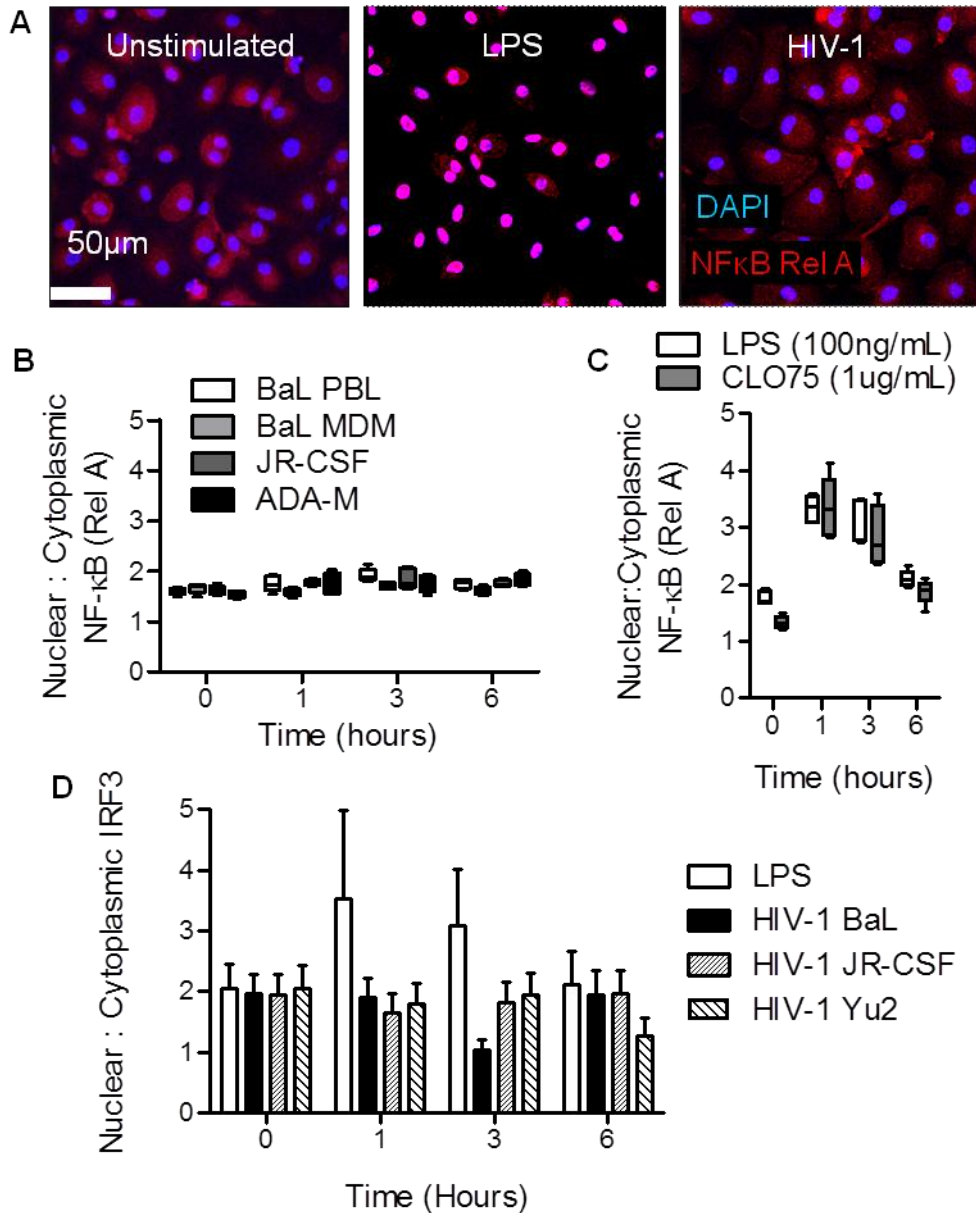 A
Unstimulated
LPS
HIV-1
50µm
DAPI
NFκB Rel A
B
BaL PBL
BaL MDM
JR-CSF
ADA-M
Nuclear : Cytoplasmic
NF-κB (Rel A)
5
4
3
2
1
0
0 1 3 6
Time (hours)
C
LPS (100ng/mL)
CLO75 (1ug/mL)
Nuclear:Cytoplasmic
NF-κB (Rel A)
5
4
3
2
1
0
0 1 3 6
Time (hours)
D
Nuclear : Cytoplasmic IRF3
5
4
3
2
1
0
0 1 3 6
Time (Hours)
LPS
HIV-1 BaL
HIV-1 JR-CSF
HIV-1 Yu2